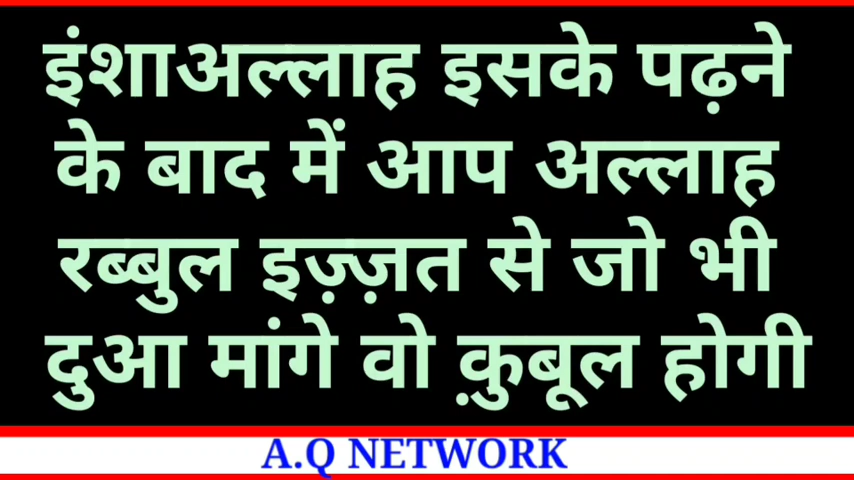 इंशाअल्लाह इसके पढ़ने
के बाद में आप अल्लाह
रब्बुल इज़्ज़त से जो भी
दुआ मांगे वो क़ुबूल होगी
A.Q NETWORK